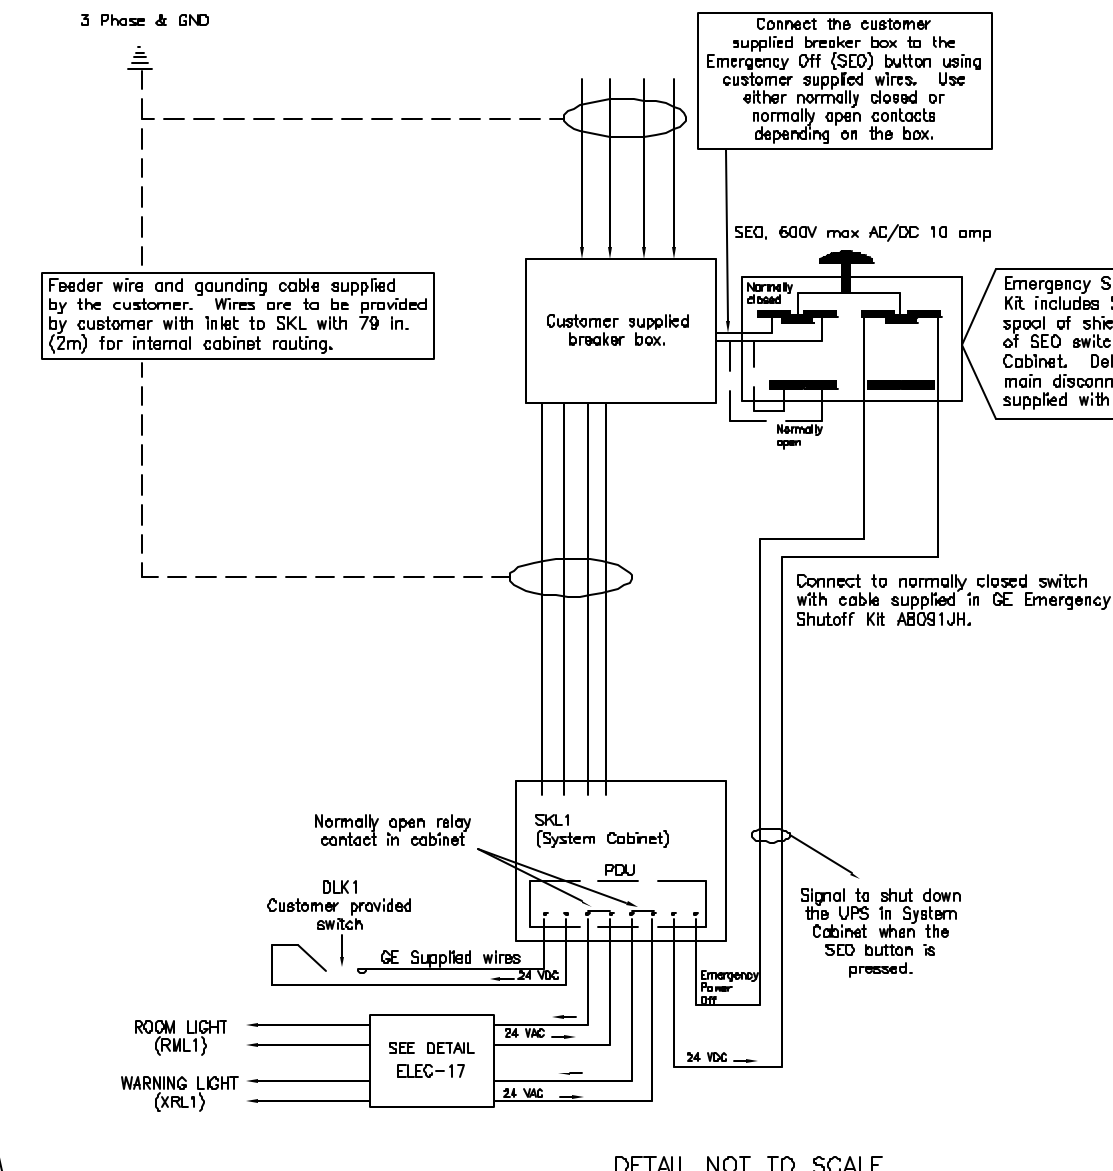 3 Phase & GND
Connect the customer
supplied breaker box to the
Emergency Off (SEO) button using
customer supplied wires. Use
either normally closed or
normally open contacts
depending on the box.
SEO, 600V max AC/DC 10 amp
Feeder wire and gounding cable supplied
by the customer. Wires are to be provided
by customer with inlet to SKL with 79 in.
(2m) for internal cabinet routing.
Customer supplied
breaker box.
Normally
closed
Normally
open
Emergency S
Kit includes
spool of shie
of SEO switc
Cabinet. Del
main disconn
supplied with
Connect to normally closed switch
with cable supplied in GE Emergency
Shutoff Kit A8091JH.
Normally open relay
contact in cabinet
SKL1
(System Cabinet)
PDU
DLK1
Customer provided
switch
GE Supplied wires
24 VDC
Emergency
Power
Off
Signal to shut down
the UPS in System
Cabinet when the
SEO button is
pressed.
ROOM LIGHT
(RML1)
WARNING LIGHT
(XRL1)
SEE DETAIL
ELEC-17
24 VAC
24 VAC
24 VDC
DETAIL NOT TO SCALE